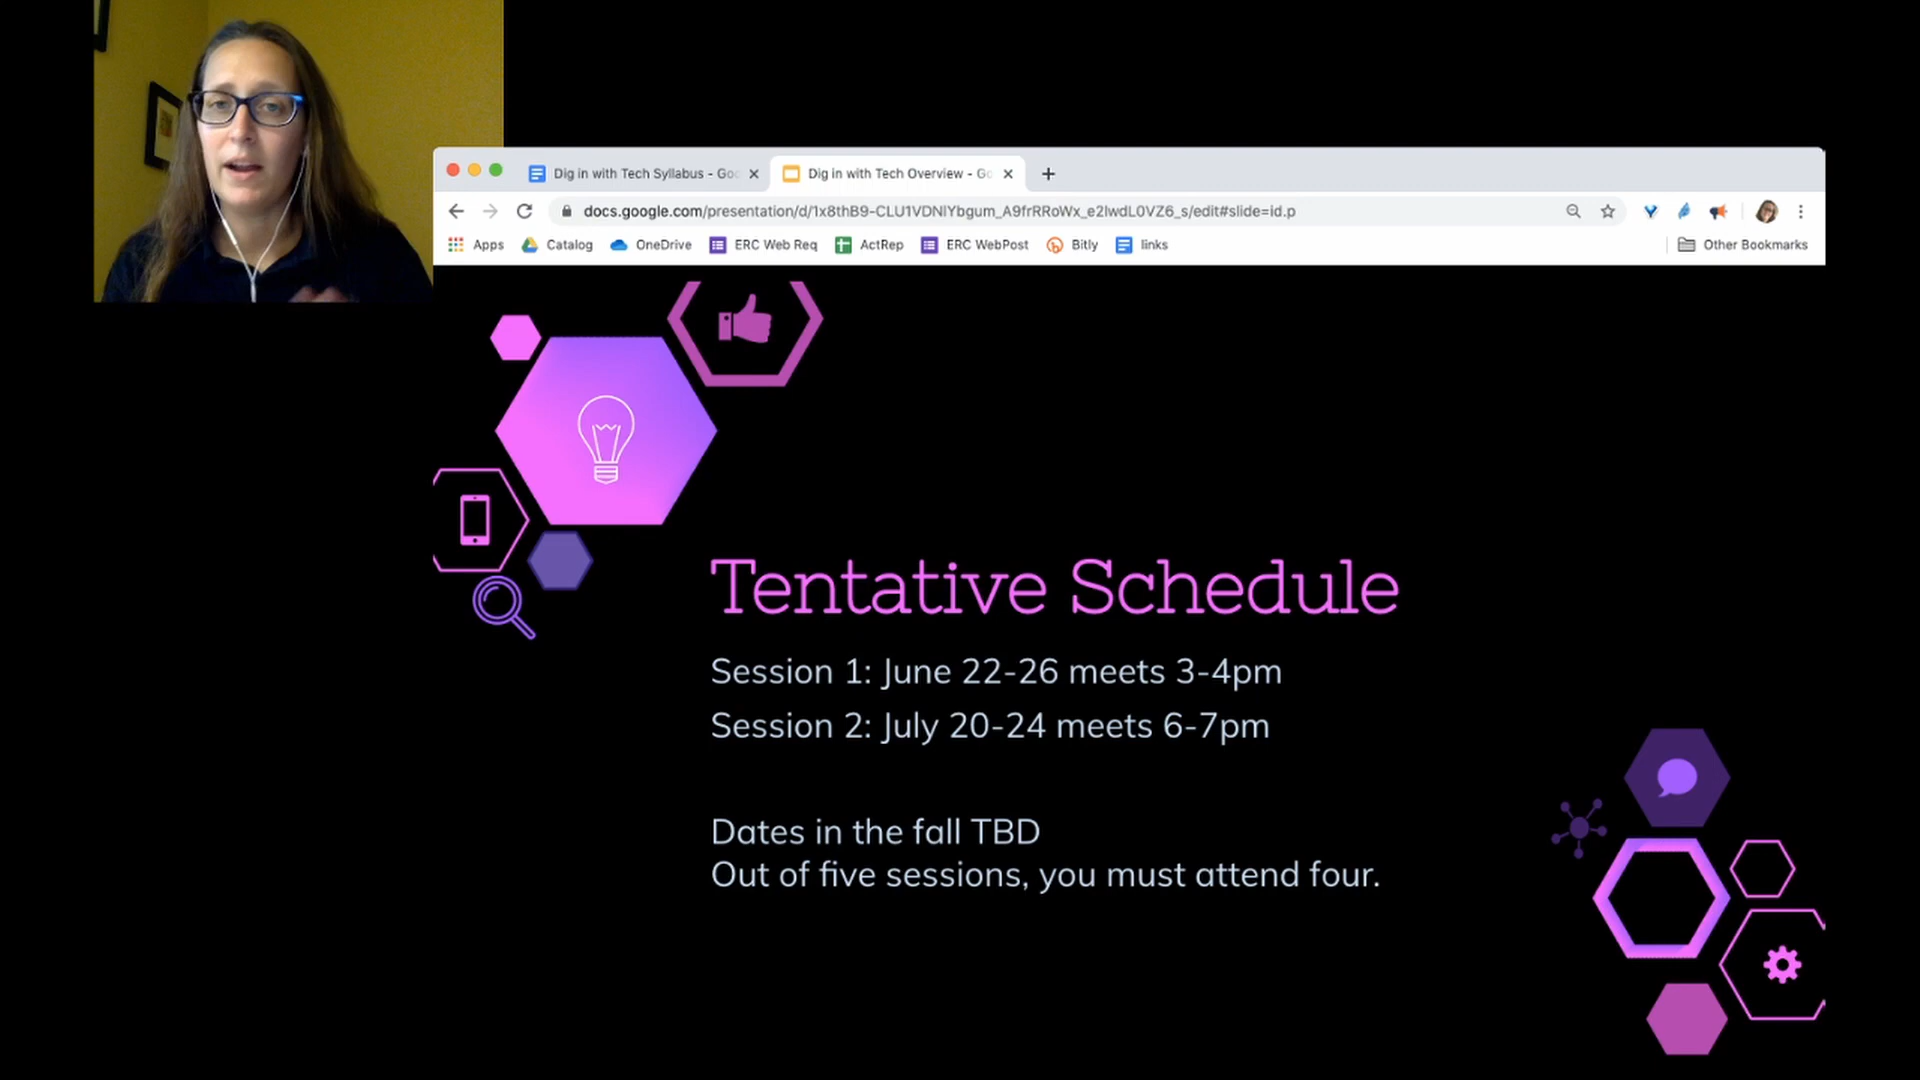 Dig in with Tech Syllabus - Goo
Dig in with Tech Overview - Go
docs.google.com/presentation/d/1x8thB9-CLU1VDNlYbgum_A9frRRoWx_e2lwdL0VZ6_s/edit#slide=id.p
Apps Catalog OneDrive ERC Web Req ActRep ERC WebPost Bitly links Other Bookmarks
Tentative Schedule
Session 1: June 22-26 meets 3-4pm
Session 2: July 20-24 meets 6-7pm
Dates in the fall TBD
Out of five sessions, you must attend four.